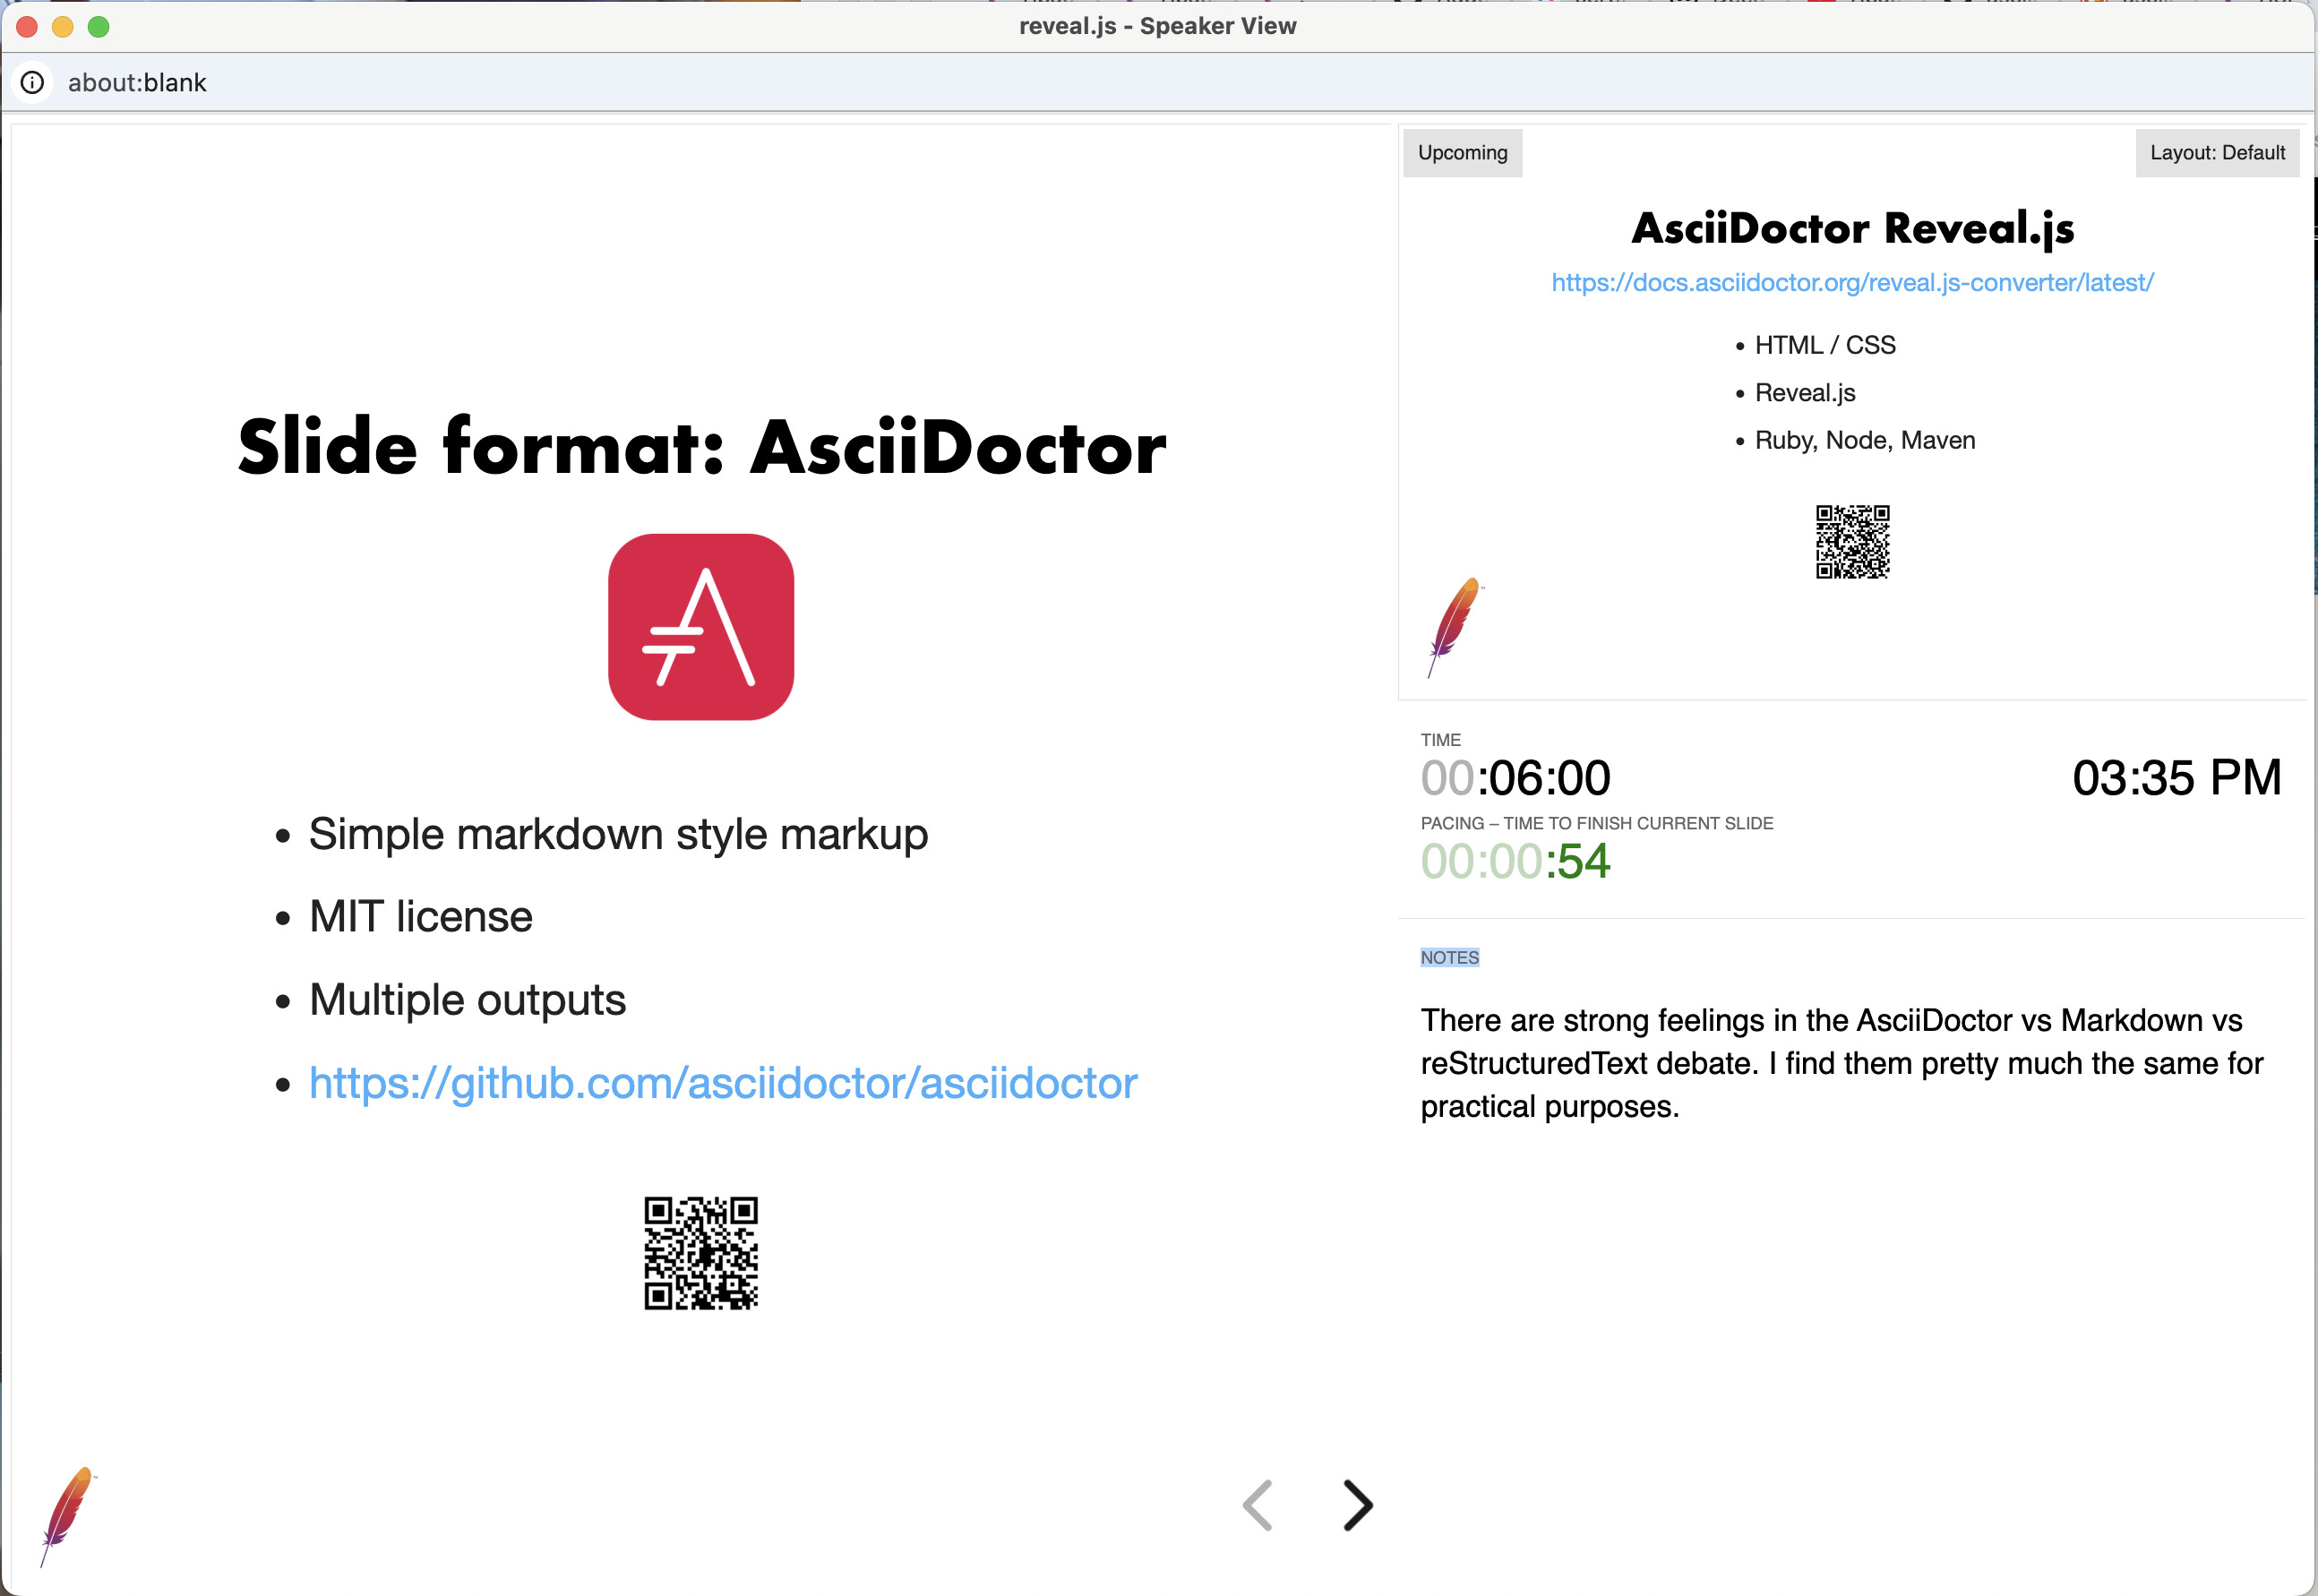 reveal.js - Speaker View
about:blank
Slide format: AsciiDoctor
• Simple markdown style markup
• MIT license
• Multiple outputs
• https://github.com/asciidoctor/asciidoctor
Upcoming
Layout: Default
AsciiDoctor Reveal.js
https://docs.asciidoctor.org/reveal.js-converter/latest/
• HTML / CSS
• Reveal.js
• Ruby, Node, Maven
TIME
00:06:00
03:35 PM
PACING – TIME TO FINISH CURRENT SLIDE
00:00:54
NOTES
There are strong feelings in the AsciiDoctor vs Markdown vs
reStructuredText debate. I find them pretty much the same for
practical purposes.